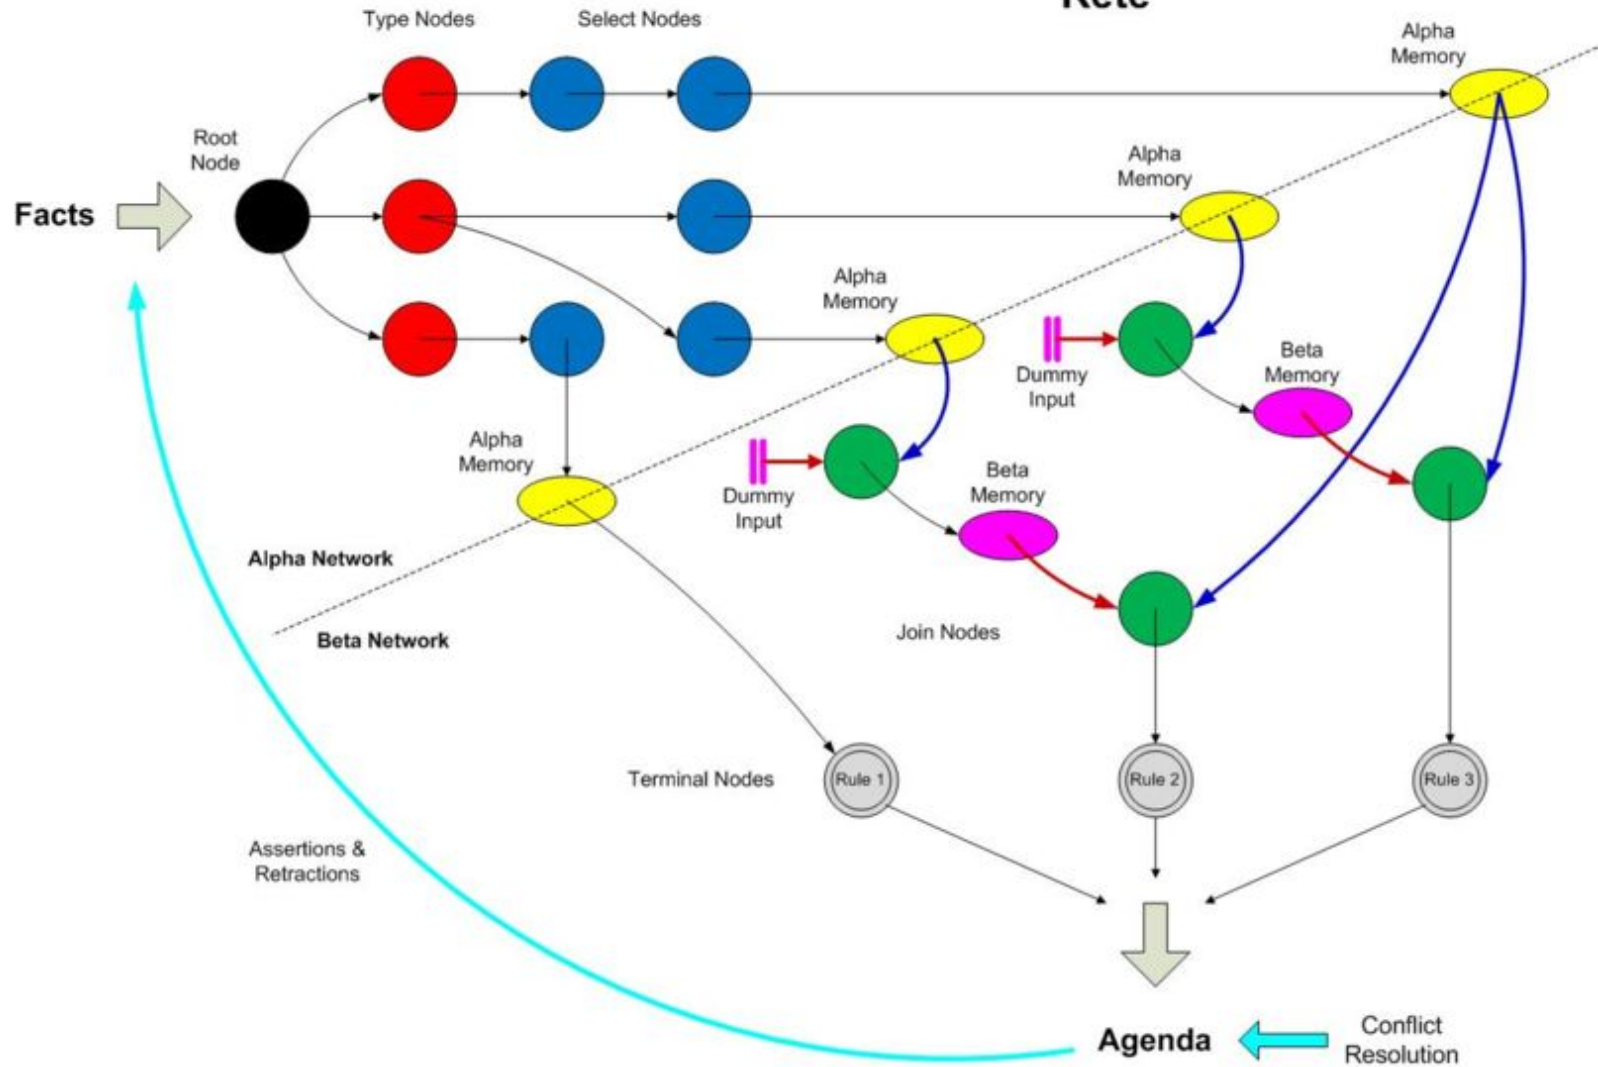 Rete
Type Nodes
Select Nodes
Alpha
Memory
Root
Node
Alpha
Memory
Facts
Alpha
Memory
Dummy
Input
Beta
Memory
Alpha
Memory
Dummy
Input
Beta
Memory
Alpha Network
Beta Network
Join Nodes
Terminal Nodes
Rule 1
Rule 2
Rule 3
Assertions &
Retractions
Agenda
Conflict
Resolution